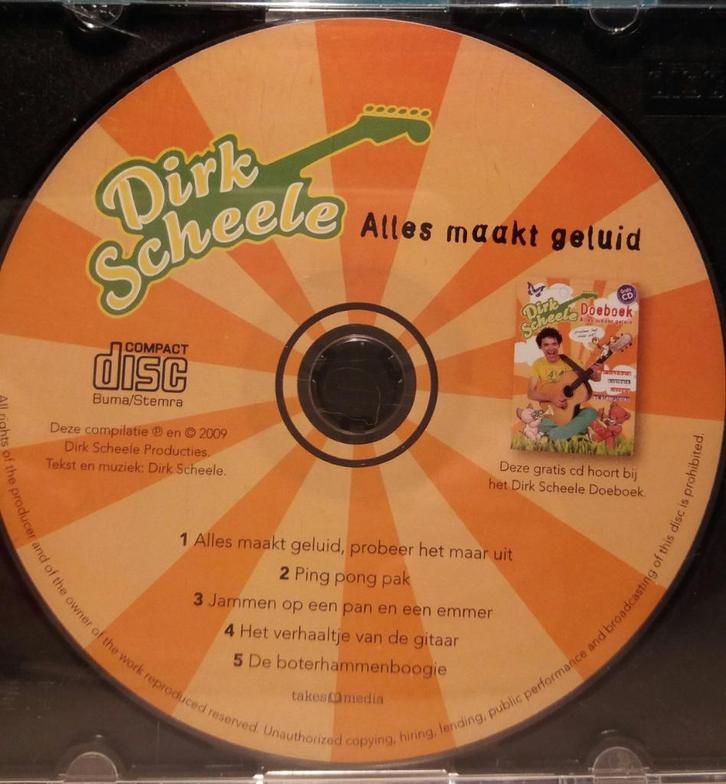 Dirk
Scheele
Alles maakt geluid
COMPACT
disc
Buma/Stemra
Deze compilatie ℗ en © 2009
Dirk Scheele Producties.
Tekst en muziek: Dirk Scheele.
Dirk
Scheele
Doeboek
CD
Deze gratis cd hoort bij
het Dirk Scheele Doeboek.
1 Alles maakt geluid, probeer het maar uit
2 Ping pong pak
3 Jammen op een pan en een emmer
4 Het verhaaltje van de gitaar
5 De boterhammenboogie
takes media
All rights of the producer and of the owner of the work reproduced reserved. Unauthorized copying, hiring, lending, public performance and broadcasting of this disc is prohibited.